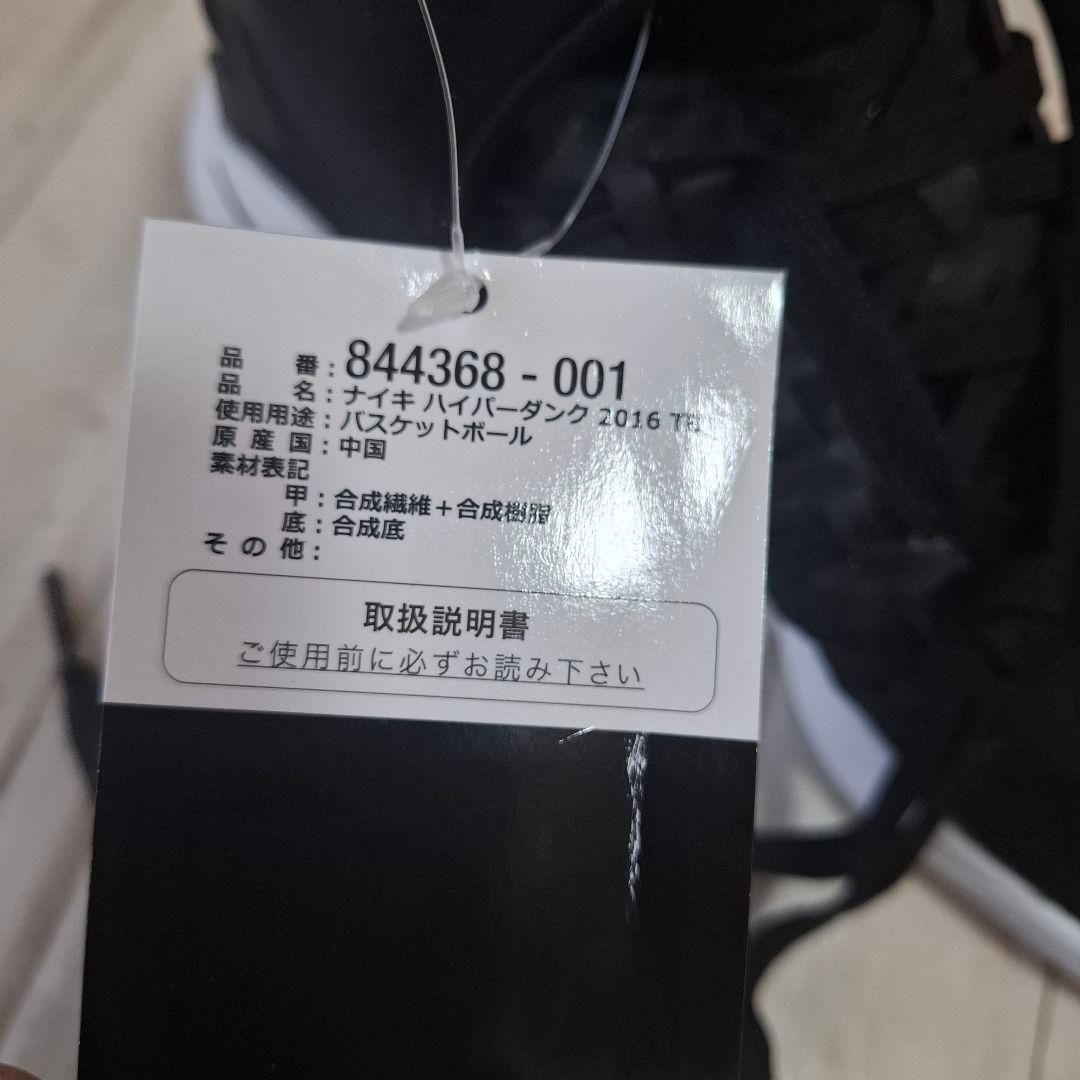 品 番：844368 - 001
品 名：ナイキ ハイパーダンク 2016 TB
使用用途：バスケットボール
原 産 国：中国
素材表記
甲：合成繊維＋合成樹脂
底：合成底
そ の 他：
取扱説明書
ご使用前に必ずお読み下さい